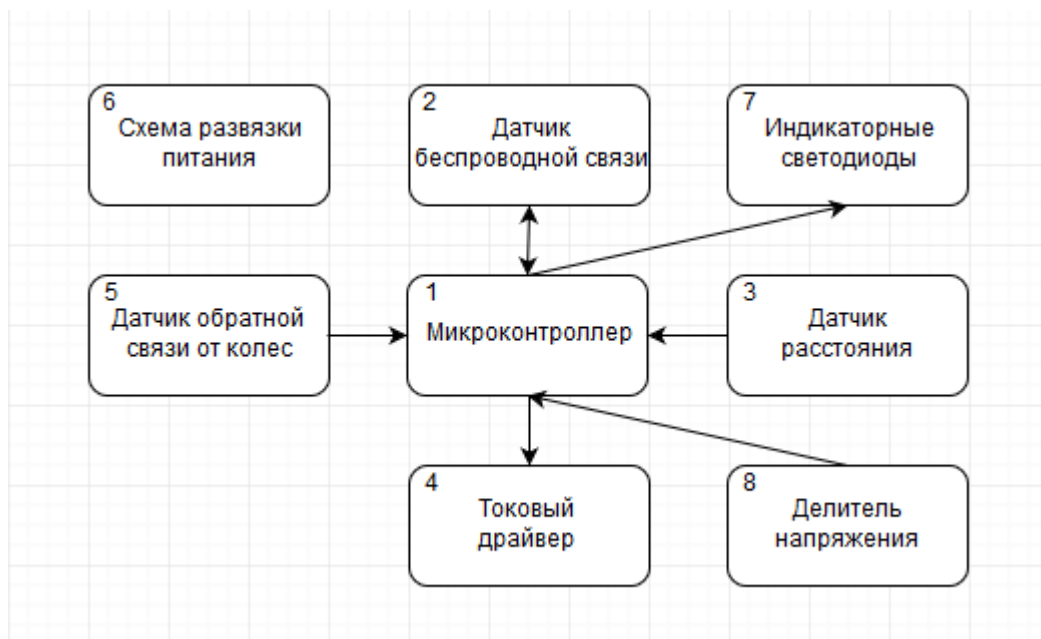 6
Схема развязки
питания
2
Датчик
беспроводной связи
7
Индикаторные
светодиоды
5
Датчик обратной
связи от колес
1
Микроконтроллер
3
Датчик
расстояния
4
Токовый
драйвер
8
Делитель
напряжения